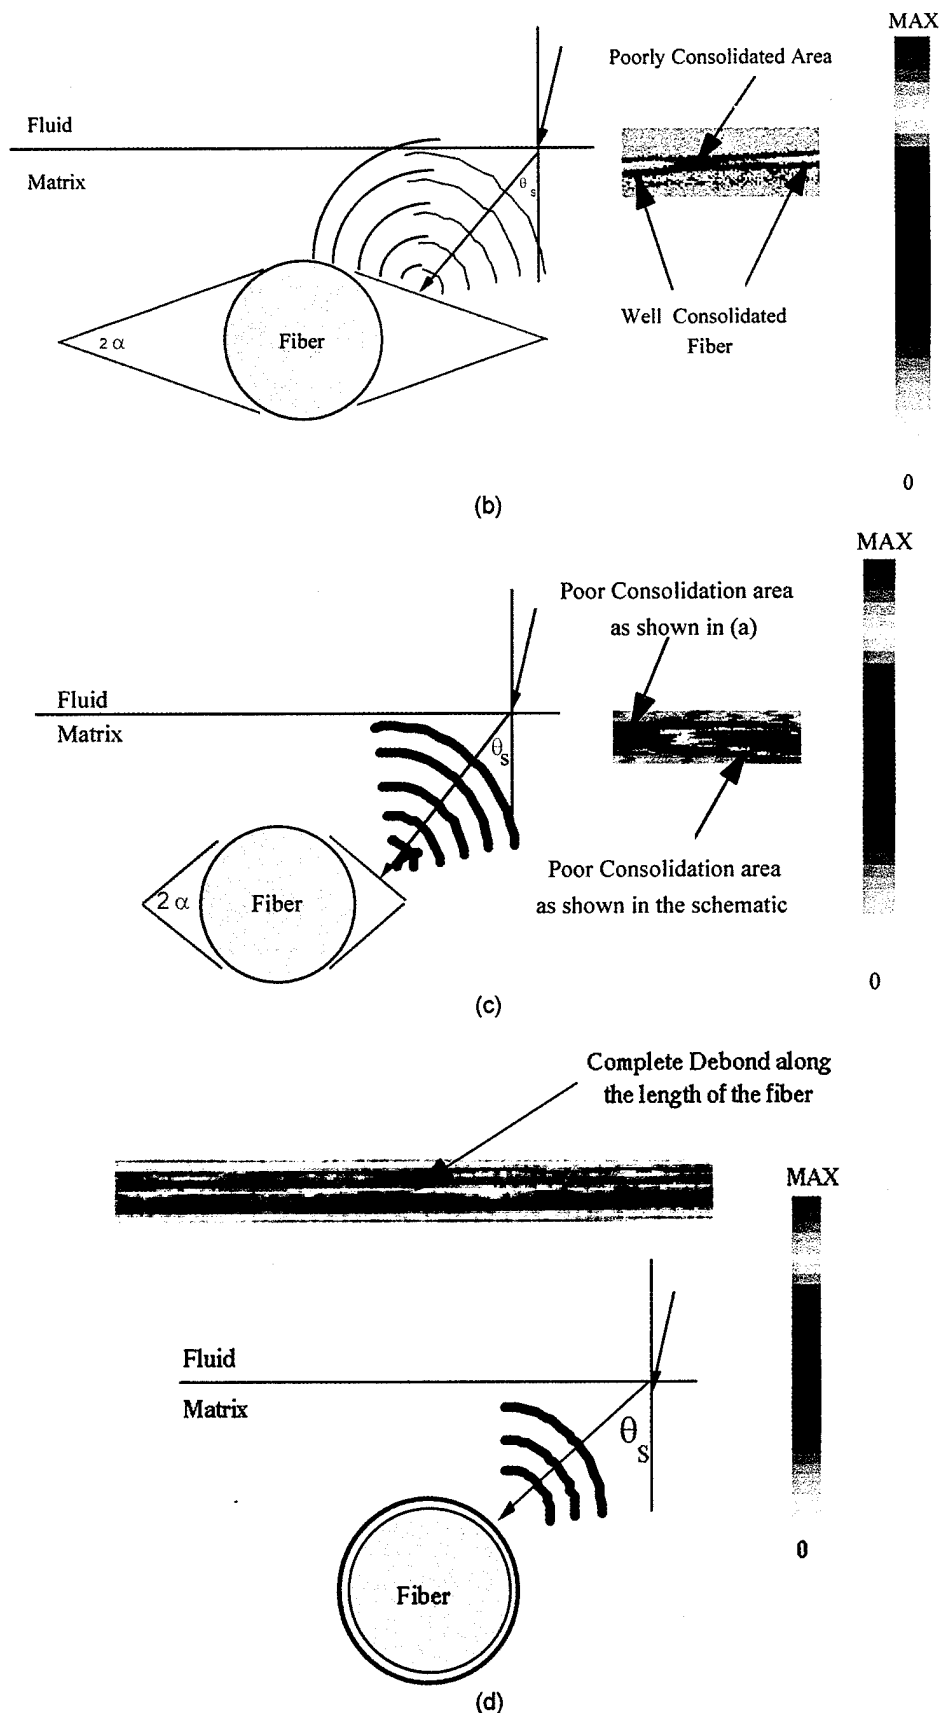 MAX
Poorly Consolidated Area
Fluid
Matrix
θs
Well Consolidated
Fiber
2 α
Fiber
0
(b)
MAX
Poor Consolidation area
as shown in (a)
Fluid
Matrix
θs
2 α
Fiber
Poor Consolidation area
as shown in the schematic
0
(c)
Complete Debond along
the length of the fiber
MAX
Fluid
Matrix
θs
0
Fiber
(d)